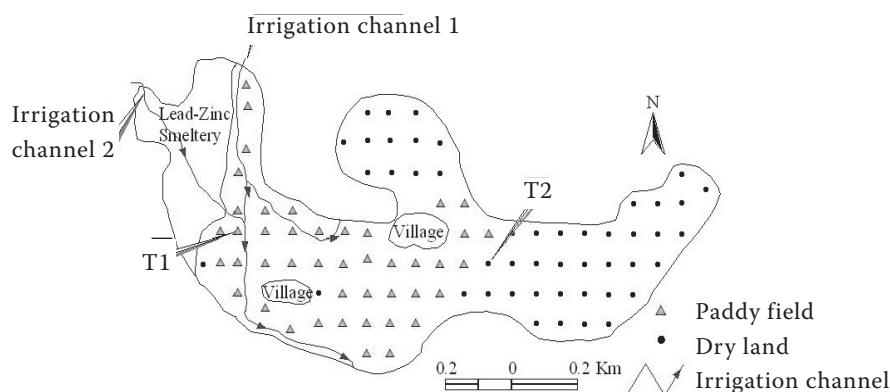 Irrigation channel 1
Irrigation
channel 2
Lead-Zinc
Smeltery
N
T2
Village
T1
Village
Paddy field
Dry land
0.2 0 0.2 Km
Irrigation channel